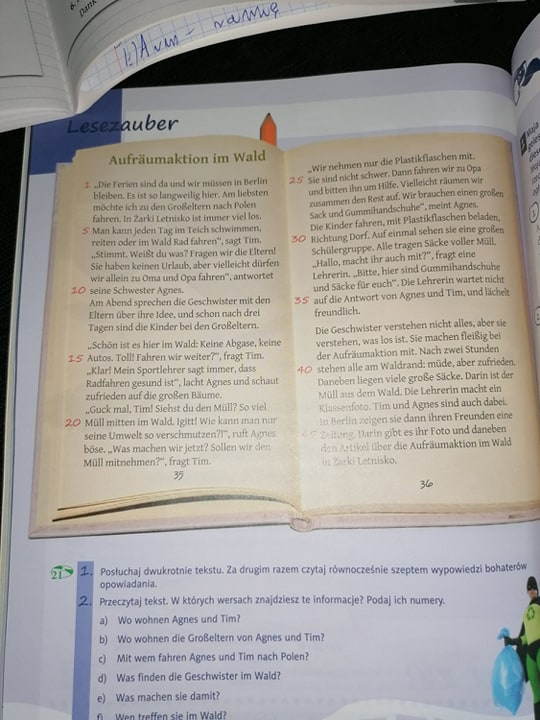 Lesezauber
Aufräumaktion im Wald
1 „Die Ferien sind da und wir müssen in Berlin
bleiben. Es ist so langweilig hier. Am liebsten
möchte ich zu den Großeltern nach Polen
fahren. In Żarki Letnisko ist immer viel los.
5 Man kann jeden Tag im Teich schwimmen,
reiten oder im Wald Rad fahren“, sagt Tim.
„Stimmt. Weißt du was? Fragen wir die Eltern!
Sie haben keinen Urlaub, aber vielleicht dürfen
wir allein zu Oma und Opa fahren“, antwortet
10 seine Schwester Agnes.
Am Abend sprechen die Geschwister mit den
Eltern über ihre Idee, und schon nach drei
Tagen sind die Kinder bei den Großeltern.
„Schön ist es hier im Wald: Keine Abgase, keine
15 Autos. Toll! Fahren wir weiter?“, fragt Tim.
„Klar! Mein Sportlehrer sagt immer, dass
Radfahren gesund ist“, lacht Agnes und schaut
zufrieden auf die großen Bäume.
„Guck mal, Tim! Siehst du den Müll? So viel
20 Müll mitten im Wald. Igitt! Wie kann man nur
seine Umwelt so verschmutzen?!“, ruft Agnes
böse. „Was machen wir jetzt? Sollen wir den
Müll mitnehmen?“, fragt Tim.
35
„Wir nehmen nur die Plastikflaschen mit.
25 Sie sind nicht schwer. Dann fahren wir zu Opa
und bitten ihn um Hilfe. Vielleicht räumen wir
zusammen den Rest auf. Wir brauchen einen großen
Sack und Gummihandschuhe“, meint Agnes.
Die Kinder fahren, mit Plastikflaschen beladen,
30 Richtung Dorf. Auf einmal sehen sie eine große
Schülergruppe. Alle tragen Säcke voller Müll.
„Hallo, macht ihr auch mit?“, fragt eine
Lehrerin. „Bitte, hier sind Gummihandschuhe
und Säcke für euch“. Die Lehrerin wartet nicht
35 auf die Antwort von Agnes und Tim, und lächelt
freundlich.
Die Geschwister verstehen nicht alles, aber sie
verstehen, was los ist. Sie machen fleißig bei
der Aufräumaktion mit. Nach zwei Stunden
40 stehen alle am Waldrand: müde, aber zufrieden.
Daneben liegen viele große Säcke. Darin ist der
Müll aus dem Wald. Die Lehrerin macht ein
Klassenfoto. Tim und Agnes sind auch dabei.
In Berlin zeigen sie dann ihren Freunden eine
45 Zeitung. Darin gibt es ihr Foto und daneben
den Artikel über die Aufräumaktion im Wald
in Żarki Letnisko.
36
21 1. Posłuchaj dwukrotnie tekstu. Za drugim razem czytaj równocześnie szeptem wypowiedzi bohaterów
opowiadania.
2. Przeczytaj tekst. W których wersach znajdziesz te informacje? Podaj ich numery.
a) Wo wohnen Agnes und Tim?
b) Wo wohnen die Großeltern von Agnes und Tim?
c) Mit wem fahren Agnes und Tim nach Polen?
d) Was finden die Geschwister im Wald?
e) Was machen sie damit?
f) Wen treffen sie im Wald?